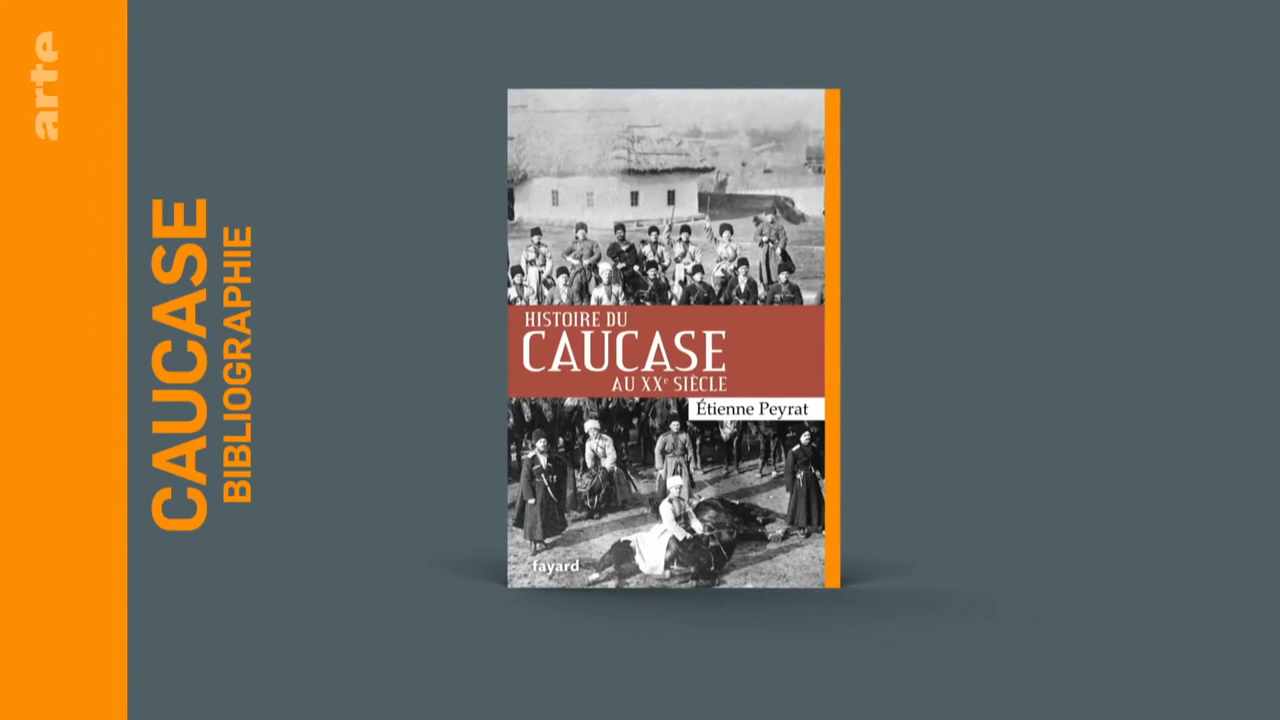 arte
CAUCASE
BIBLIOGRAPHIE
HISTOIRE DU
CAUCASE
AU XXe SIÈCLE
Étienne Peyrat
fayard